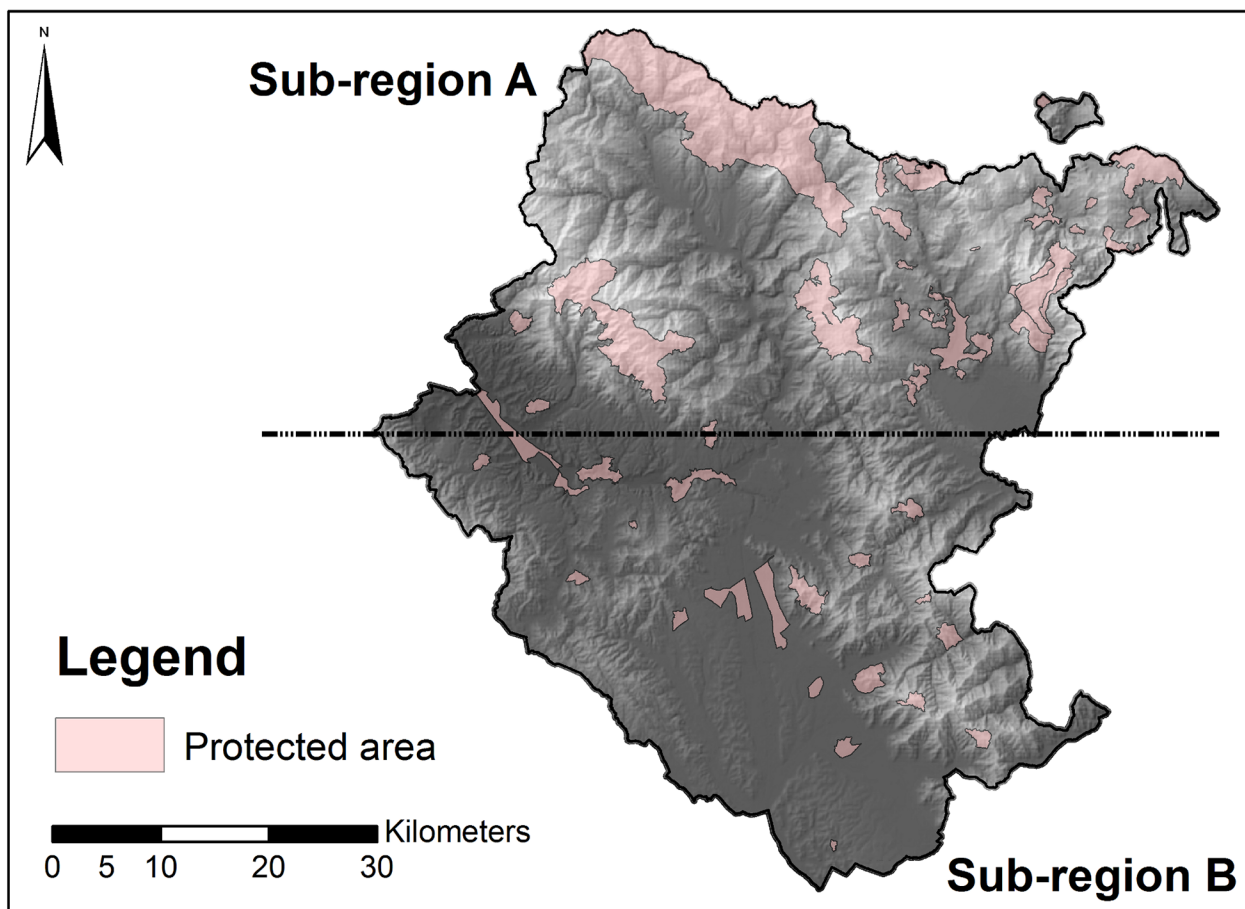 N
Sub-region A
Legend
Protected area
Kilometers
0 5 10 20 30
Sub-region B